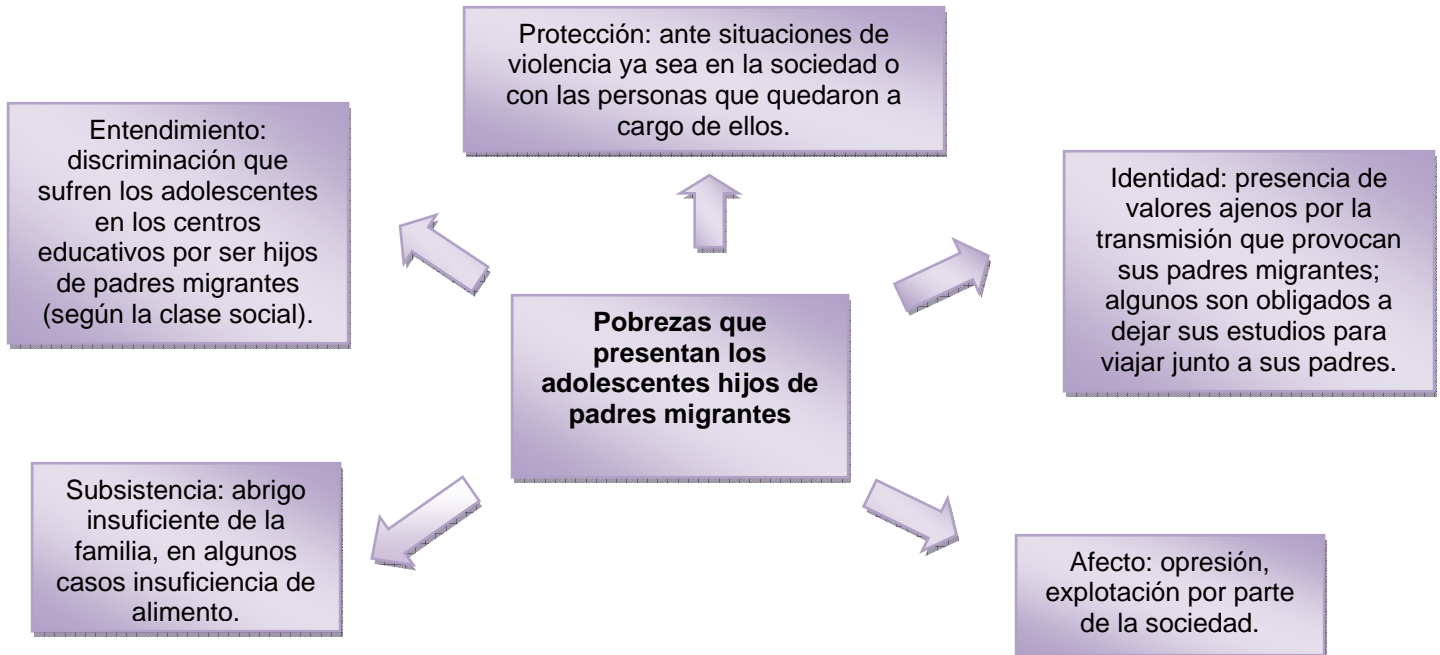 Protección: ante situaciones de
violencia ya sea en la sociedad o
con las personas que quedaron a
cargo de ellos.
Entendimiento:
discriminación que
sufren los adolescentes
en los centros
educativos por ser hijos
de padres migrantes
(según la clase social).
Identidad: presencia de
valores ajenos por la
transmisión que provocan
sus padres migrantes;
algunos son obligados a
dejar sus estudios para
viajar junto a sus padres.
Pobrezas que
presentan los
adolescentes hijos de
padres migrantes
Subsistencia: abrigo
insuficiente de la
familia, en algunos
casos insuficiencia de
alimento.
Afecto: opresión,
explotación por parte
de la sociedad.